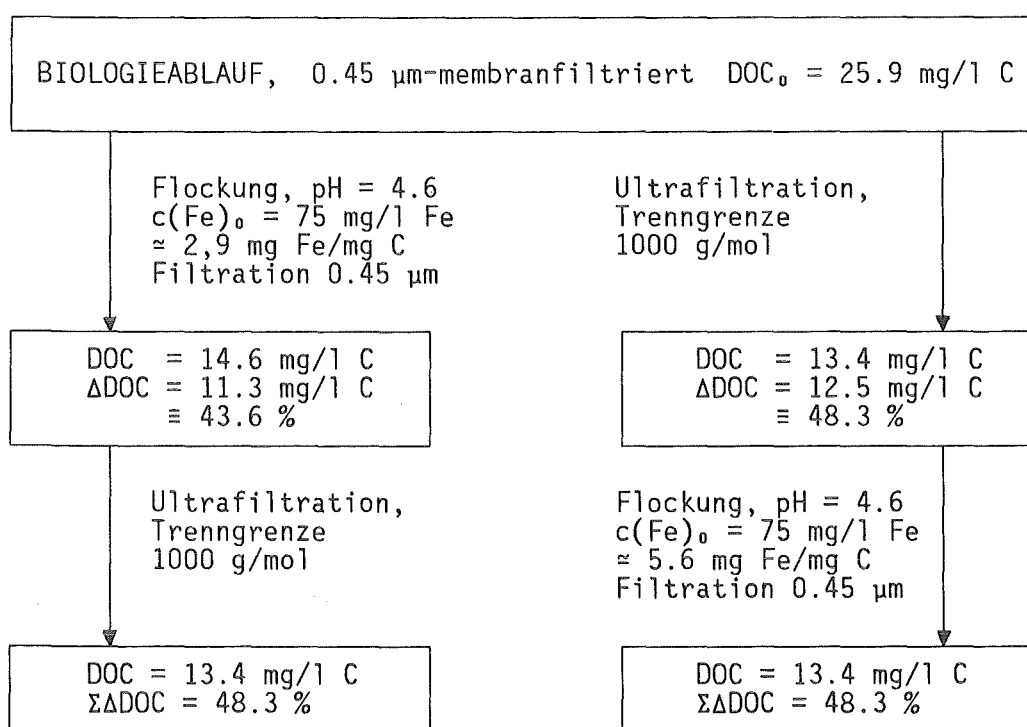 BIOLOGIEABLAUF, 0.45 µm-membranfiltriert DOC₀ = 25.9 mg/l C
Flockung, pH = 4.6
c(Fe)₀ = 75 mg/l Fe
≃ 2,9 mg Fe/mg C
Filtration 0.45 µm
Ultrafiltration,
Trenngrenze
1000 g/mol
DOC = 14.6 mg/l C
ΔDOC = 11.3 mg/l C
≡ 43.6 %
DOC = 13.4 mg/l C
ΔDOC = 12.5 mg/l C
≡ 48.3 %
Ultrafiltration,
Trenngrenze
1000 g/mol
Flockung, pH = 4.6
c(Fe)₀ = 75 mg/l Fe
≃ 5.6 mg Fe/mg C
Filtration 0.45 µm
DOC = 13.4 mg/l C
ΣΔDOC = 48.3 %
DOC = 13.4 mg/l C
ΣΔDOC = 48.3 %